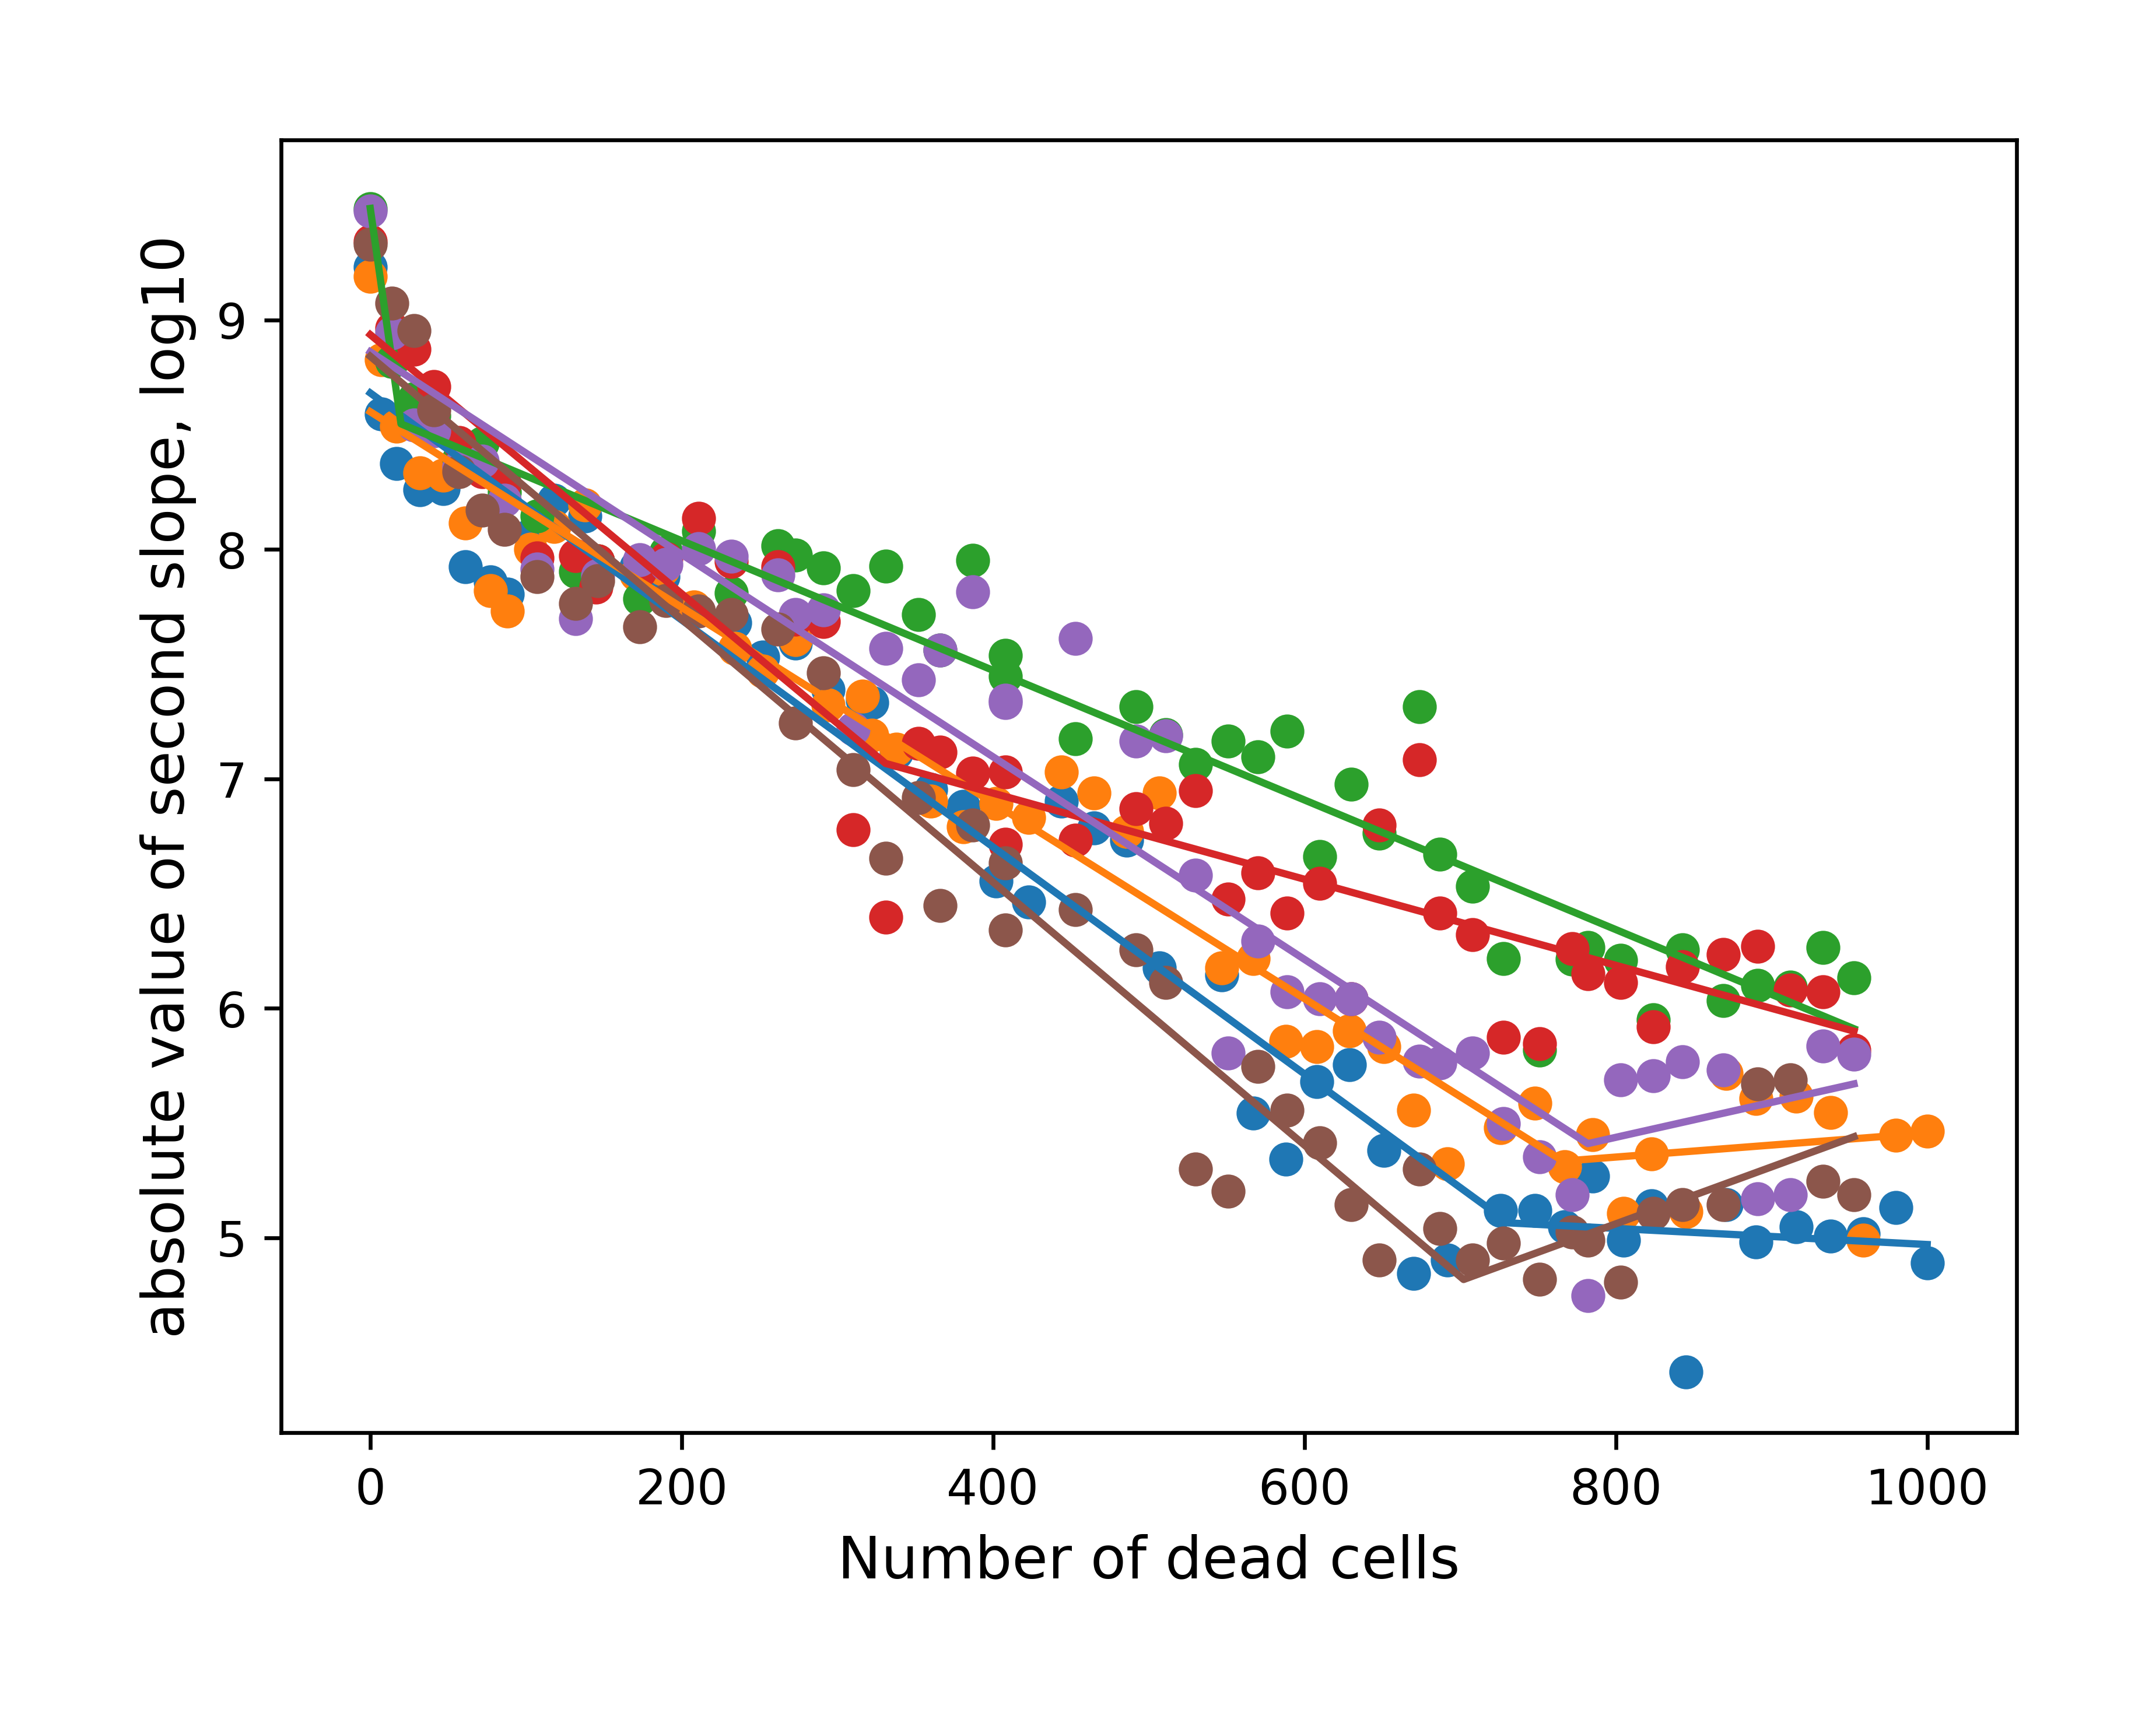 absolute value of second slope, log10
9
8
7
6
5
0 200 400 600 800 1000
Number of dead cells